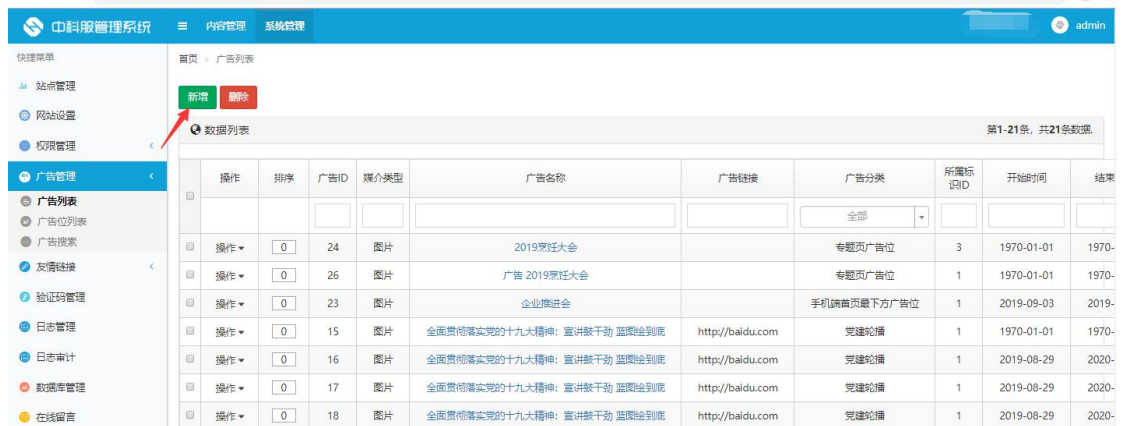 中科服管理系统 内容管理 系统管理 admin
快捷菜单
站点管理
网站设置
权限管理
广告管理
广告列表
广告位列表
广告搜索
友情链接
验证码管理
日志管理
日志审计
数据库管理
在线留言
首页 > 广告列表
新增 删除
数据列表 第1-21条, 共21条数据.
操作 排序 广告ID 媒介类型 广告名称 广告链接 广告分类 所属标识ID 开始时间 结束
全部
操作 0 24 图片 2019烹饪大会 专题页广告位 3 1970-01-01 1970-
操作 0 26 图片 广告 2019烹饪大会 专题页广告位 1 1970-01-01 1970-
操作 0 23 图片 企业推进会 手机端首页最下方广告位 1 2019-09-03 2019-
操作 0 15 图片 全面贯彻落实党的十九大精神: 宣讲鼓干劲 蓝图绘到底 http://baidu.com 党建轮播 1 1970-01-01 1970-
操作 0 16 图片 全面贯彻落实党的十九大精神: 宣讲鼓干劲 蓝图绘到底 http://baidu.com 党建轮播 1 2019-08-29 2020-
操作 0 17 图片 全面贯彻落实党的十九大精神: 宣讲鼓干劲 蓝图绘到底 http://baidu.com 党建轮播 1 2019-08-29 2020-
操作 0 18 图片 全面贯彻落实党的十九大精神: 宣讲鼓干劲 蓝图绘到底 http://baidu.com 党建轮播 1 2019-08-29 2020-